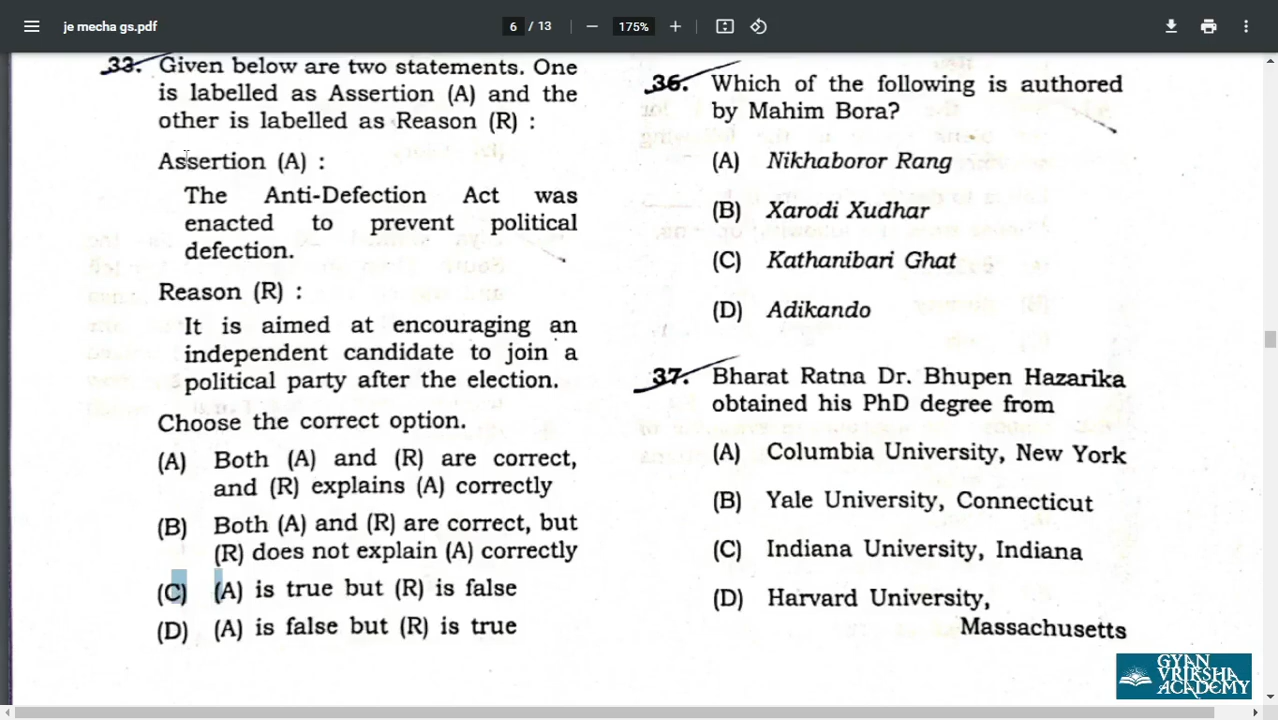 je mecha gs.pdf
6 / 13
175%
33. Given below are two statements. One
is labelled as Assertion (A) and the
other is labelled as Reason (R) :
Assertion (A) :
The Anti-Defection Act was
enacted to prevent political
defection.
Reason (R) :
It is aimed at encouraging an
independent candidate to join a
political party after the election.
Choose the correct option.
(A) Both (A) and (R) are correct,
and (R) explains (A) correctly
(B) Both (A) and (R) are correct, but
(R) does not explain (A) correctly
(C) (A) is true but (R) is false
(D) (A) is false but (R) is true
36. Which of the following is authored
by Mahim Bora?
(A) Nikhaboror Rang
(B) Xarodi Xudhar
(C) Kathanibari Ghat
(D) Adikando
37. Bharat Ratna Dr. Bhupen Hazarika
obtained his PhD degree from
(A) Columbia University, New York
(B) Yale University, Connecticut
(C) Indiana University, Indiana
(D) Harvard University,
Massachusetts
GYAN
VRIKSHA
ACADEMY